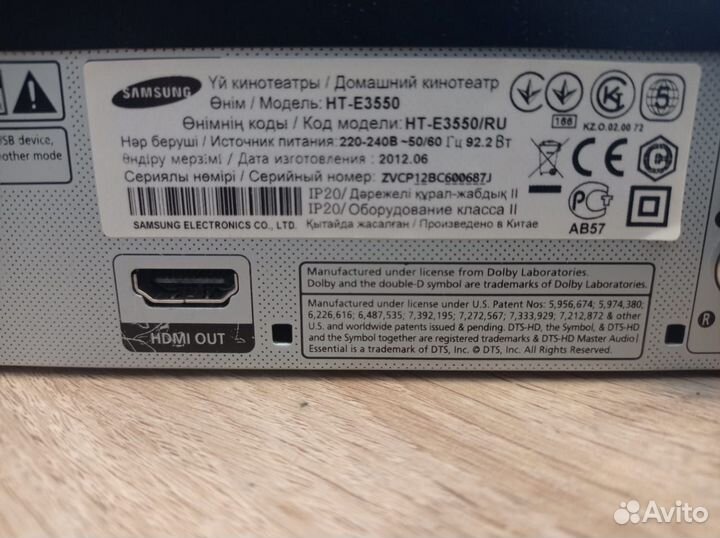 SAMSUNG
Үй кинотеатры / Домашний кинотеатр
Өнім / Модель: HT-E3550
Өнімнің коды / Код модели: HT-E3550/RU
Нәр беруші / Источник питания: 220-240В ~50/60 Гц 92.2 Вт
Өндіру мерзімі / Дата изготовления : 2012.06
Сериялы нөмірі / Серийный номер: ZVCP12BC600687J
IP20/ Дәрежелі құрал-жабдық II
IP20/ Оборудование класса II
SAMSUNG ELECTRONICS CO., LTD. Қытайда жасалған / Произведено в Китае
166
KZ.O.02.00 72
5
CE
AB57
USB device,
other mode
HDMI OUT
Manufactured under license from Dolby Laboratories.
Dolby and the double-D symbol are trademarks of Dolby Laboratories.
Manufactured under license under U.S. Patent Nos: 5,956,674; 5,974,380;
6,226,616; 6,487,535; 7,392,195; 7,272,567; 7,333,929; 7,212,872 & other
U.S. and worldwide patents issued & pending. DTS-HD, the Symbol, & DTS-HD
and the Symbol together are registered trademarks & DTS-HD Master Audio|
Essential is a trademark of DTS, Inc. © DTS, Inc. All Rights Reserved.
R
Avito